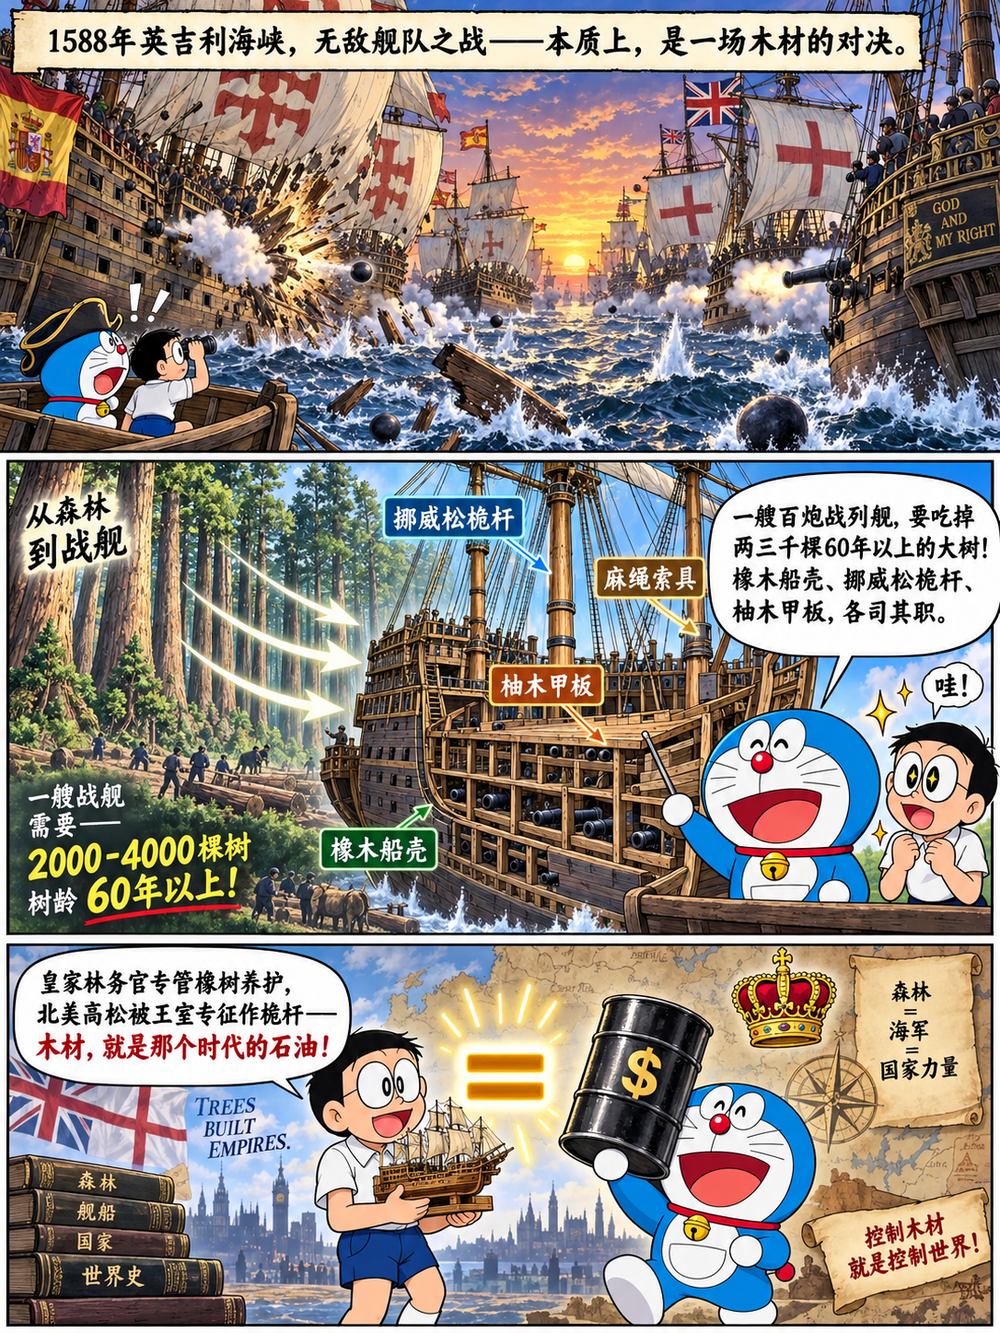 1588年英吉利海峡，无敌舰队之战——本质上，是一场木材的对决。
GOD
AND
MY RIGHT
!!
从森林
到战舰
挪威松桅杆
麻绳索具
柚木甲板
橡木船壳
一艘百炮战列舰，要吃掉
两三千棵60年以上的大树！
橡木船壳、挪威松桅杆、
柚木甲板，各司其职。
哇！
一艘战舰
需要——
2000-4000棵树
树龄 60年以上！
皇家林务官专管橡树养护，
北美高松被王室专征作桅杆—
木材，就是那个时代的石油！
=
$
森林
=
海军
=
国家力量
TREES
BUILT
EMPIRES.
森林
舰船
国家
世界史
控制木材
就是控制世界！